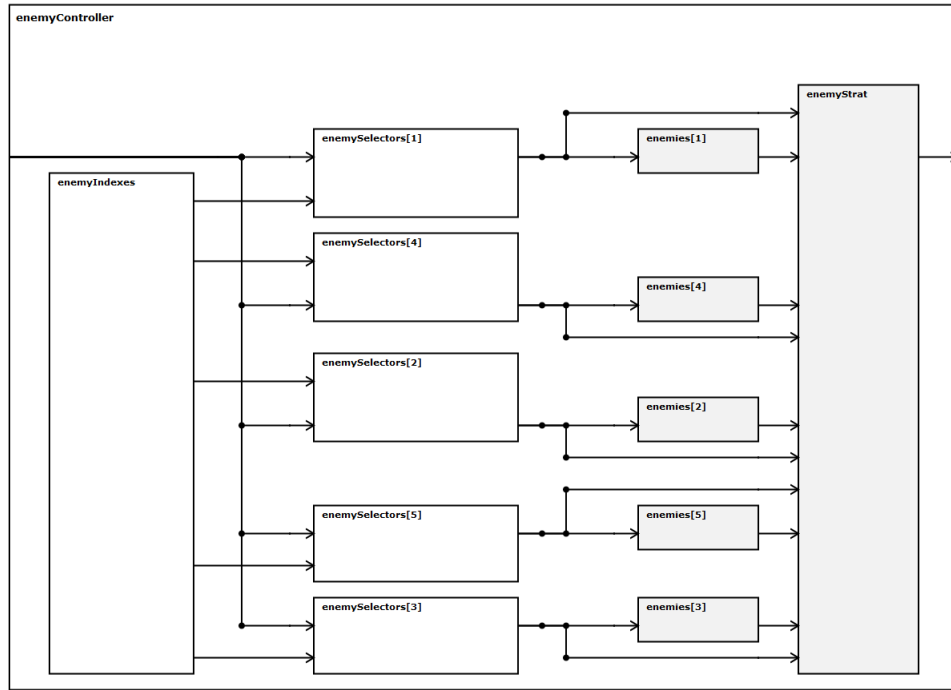 enemyController
enemyStrat
enemySelectors[1]
enemies[1]
enemyIndexes
enemySelectors[4]
enemies[4]
enemySelectors[2]
enemies[2]
enemySelectors[5]
enemies[5]
enemySelectors[3]
enemies[3]